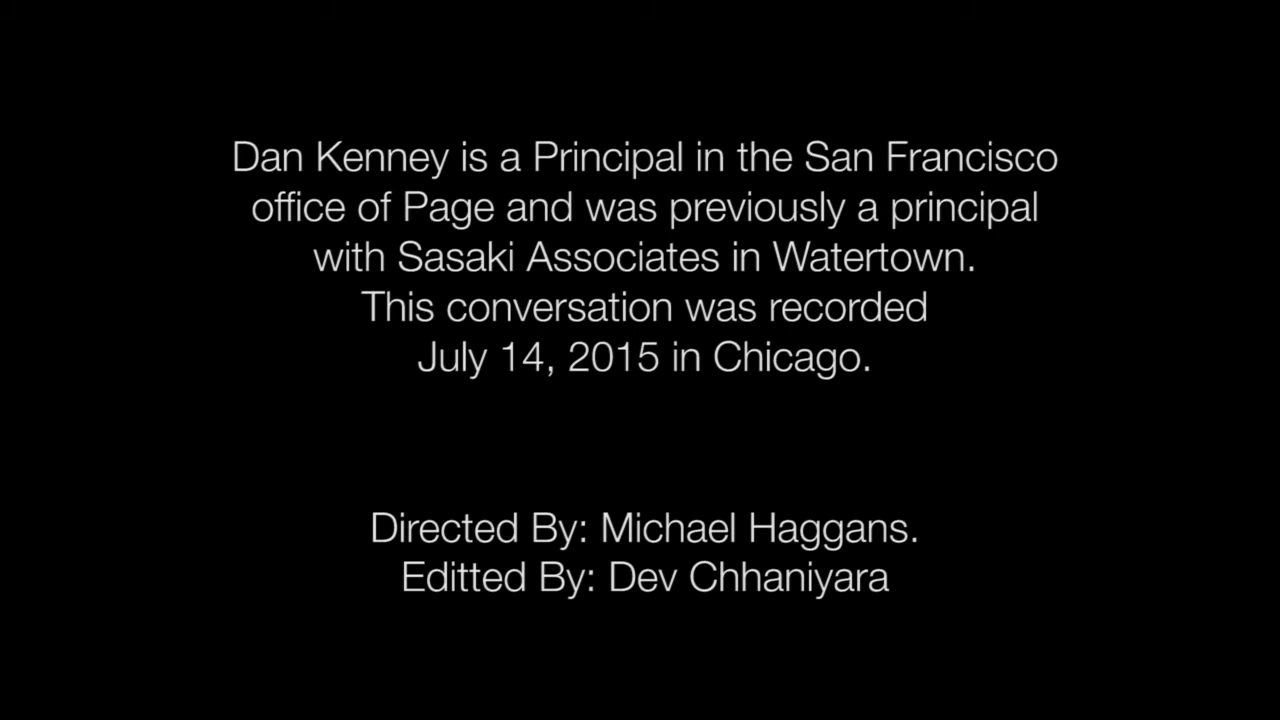 Dan Kenney is a Principal in the San Francisco
office of Page and was previously a principal
with Sasaki Associates in Watertown.
This conversation was recorded
July 14, 2015 in Chicago.
Directed By: Michael Haggans.
Editted By: Dev Chhaniyara